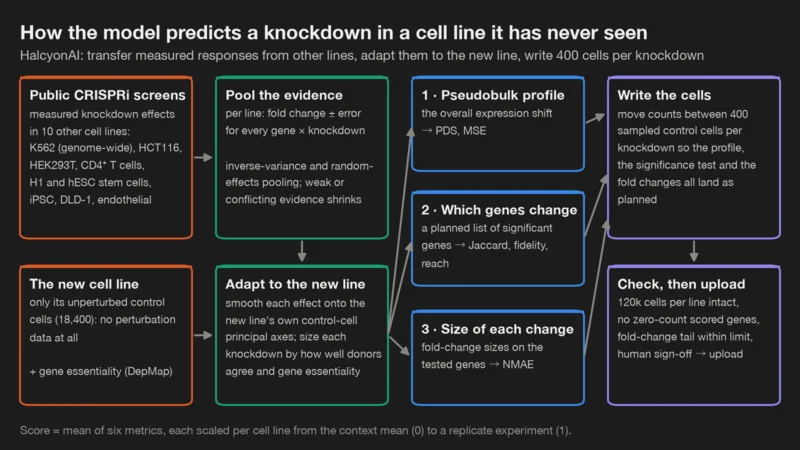 How the model predicts a knockdown in a cell line it has never seen
HalcyonAI: transfer measured responses from other lines, adapt them to the new line, write 400 cells per knockdown
Public CRISPRi screens
measured knockdown effects
in 10 other cell lines:
K562 (genome-wide), HCT116,
HEK293T, CD4⁺ T cells,
H1 and hESC stem cells,
iPSC, DLD-1, endothelial
Pool the evidence
per line: fold change ± error
for every gene × knockdown
inverse-variance and random-
effects pooling; weak or
conflicting evidence shrinks
1 · Pseudobulk profile
the overall expression shift
→ PDS, MSE
Write the cells
move counts between 400
sampled control cells per
knockdown so the profile,
the significance test and the
fold changes all land as
planned
2 · Which genes change
a planned list of significant
genes → Jaccard, fidelity,
reach
The new cell line
only its unperturbed control
cells (18,400): no perturbation
data at all
+ gene essentiality (DepMap)
Adapt to the new line
smooth each effect onto the
new line's own control-cell
principal axes; size each
knockdown by how well donors
agree and gene essentiality
3 · Size of each change
fold-change sizes on the
tested genes → NMAE
Check, then upload
120k cells per line intact,
no zero-count scored genes,
fold-change tail within limit,
human sign-off → upload
Score = mean of six metrics, each scaled per cell line from the context mean (0) to a replicate experiment (1).